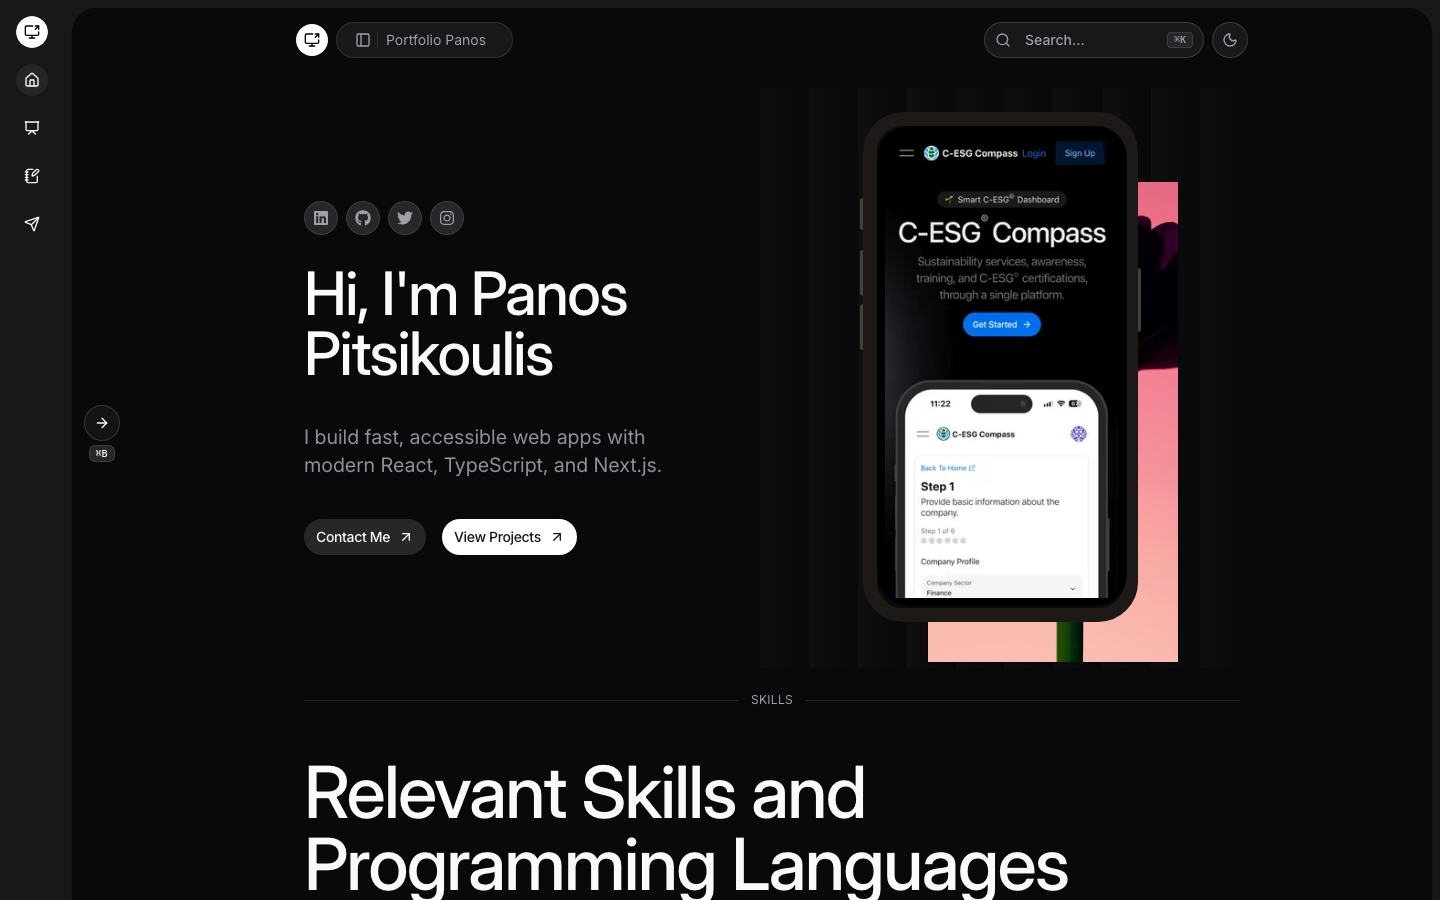 Portfolio Panos
Search...
⌘K
Hi, I'm Panos
Pitsikoulis
I build fast, accessible web apps with
modern React, TypeScript, and Next.js.
Contact Me
View Projects
⌘B
C-ESG Compass
Login
Sign Up
Smart C-ESG® Dashboard
C-ESG® Compass
Sustainability services, awareness,
training, and C-ESG® certifications,
through a single platform.
Get Started
11:22
C-ESG Compass
Back To Home
Step 1
Provide basic information about the
company.
Step 1 of 6
Company Profile
Company Sector
Finance
SKILLS
Relevant Skills and
Programming Languages